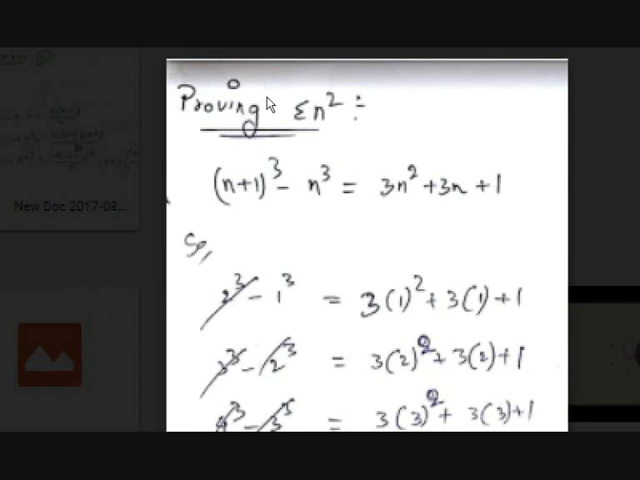 Proving Σn² :-
(n+1)³ - n³ = 3n² + 3n + 1
So,
2³ - 1³ = 3(1)² + 3(1) + 1
3³ - 2³ = 3(2)² + 3(2) + 1
4³ - 3³ = 3(3)² + 3(3) + 1
New Doc 2017-09...